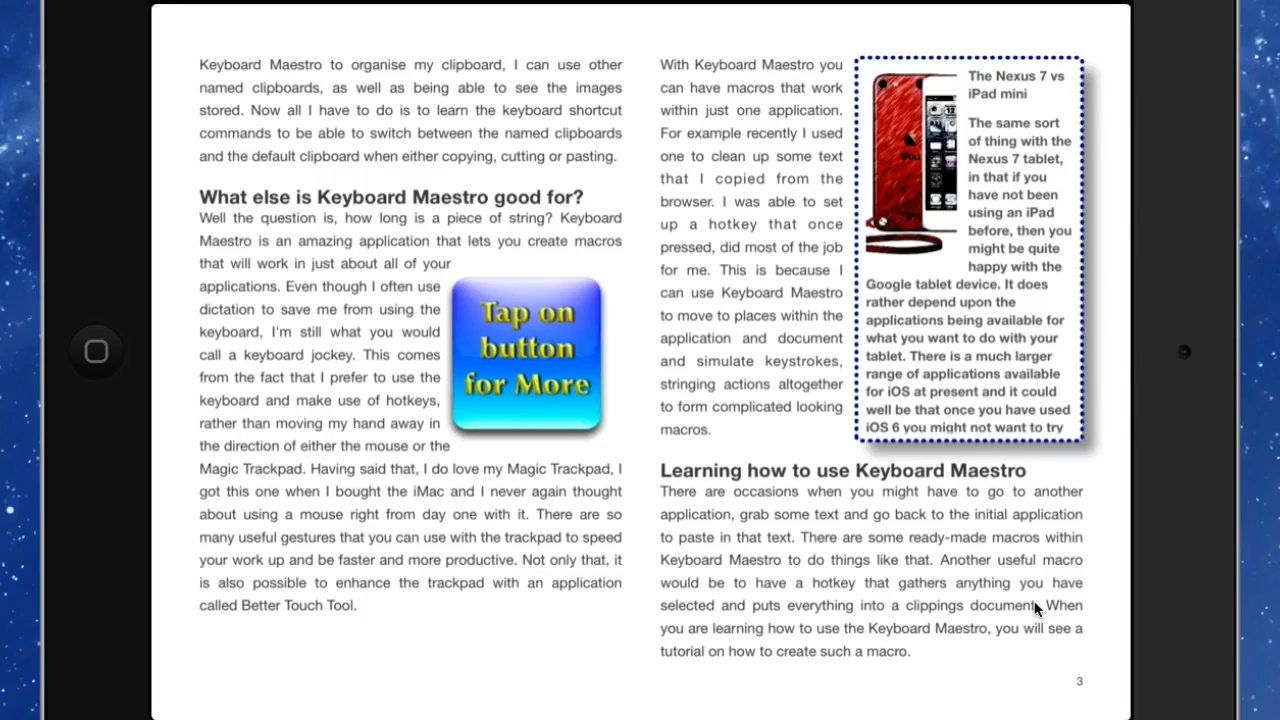 Keyboard Maestro to organise my clipboard, I can use other
named clipboards, as well as being able to see the images
stored. Now all I have to do is to learn the keyboard shortcut
commands to be able to switch between the named clipboards
and the default clipboard when either copying, cutting or pasting.
What else is Keyboard Maestro good for?
Well the question is, how long is a piece of string? Keyboard
Maestro is an amazing application that lets you create macros
that will work in just about all of your
applications. Even though I often use
dictation to save me from using the
keyboard, I'm still what you would
call a keyboard jockey. This comes
from the fact that I prefer to use the
keyboard and make use of hotkeys,
rather than moving my hand away in
the direction of either the mouse or the
Magic Trackpad. Having said that, I do love my Magic Trackpad, I
got this one when I bought the iMac and I never again thought
about using a mouse right from day one with it. There are so
many useful gestures that you can use with the trackpad to speed
your work up and be faster and more productive. Not only that, it
is also possible to enhance the trackpad with an application
called Better Touch Tool.
Tap on
button
for More
With Keyboard Maestro you
can have macros that work
within just one application.
For example recently I used
one to clean up some text
that I copied from the
browser. I was able to set
up a hotkey that once
pressed, did most of the job
for me. This is because I
can use Keyboard Maestro
to move to places within the
application and document
and simulate keystrokes,
stringing actions altogether
to form complicated looking
macros.
The Nexus 7 vs
iPad mini
The same sort
of thing with the
Nexus 7 tablet,
in that if you
have not been
using an iPad
before, then you
might be quite
happy with the
Google tablet device. It does
rather depend upon the
applications being available for
what you want to do with your
tablet. There is a much larger
range of applications available
for iOS at present and it could
well be that once you have used
iOS 6 you might not want to try
Learning how to use Keyboard Maestro
There are occasions when you might have to go to another
application, grab some text and go back to the initial application
to paste in that text. There are some ready-made macros within
Keyboard Maestro to do things like that. Another useful macro
would be to have a hotkey that gathers anything you have
selected and puts everything into a clippings document. When
you are learning how to use the Keyboard Maestro, you will see a
tutorial on how to create such a macro.
3